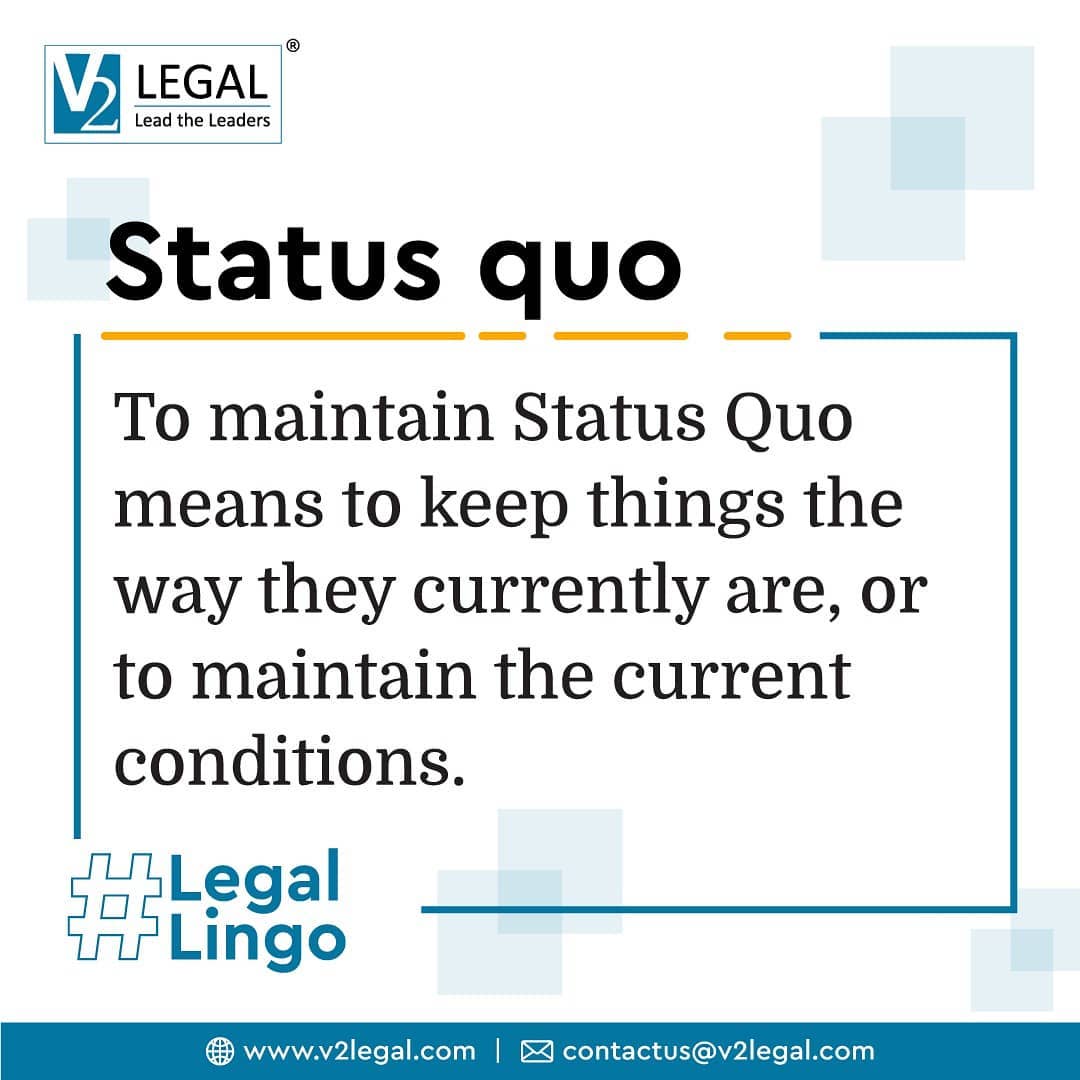 V2 LEGAL ®
Lead the Leaders
Status quo
To maintain Status Quo
means to keep things the
way they currently are, or
to maintain the current
conditions.
#Legal
Lingo
www.v2legal.com | contactus@v2legal.com